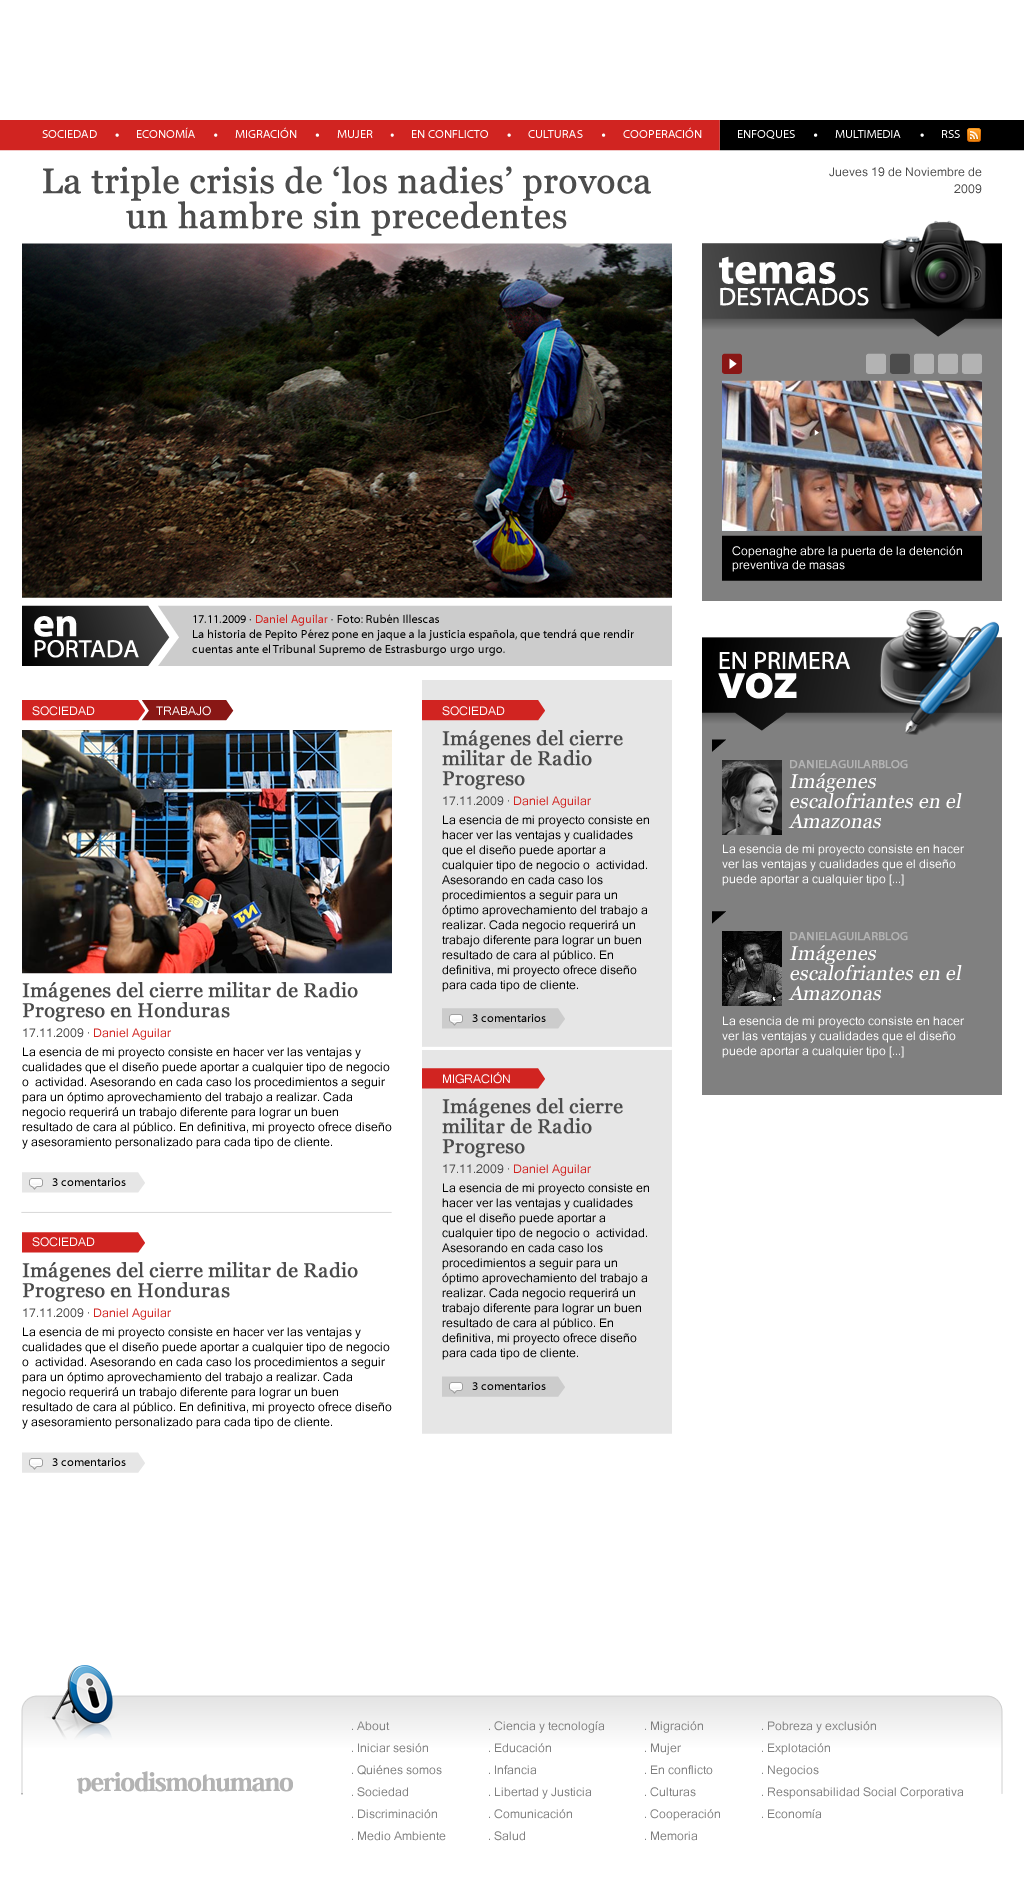 SOCIEDAD • ECONOMÍA • MIGRACIÓN • MUJER • EN CONFLICTO • CULTURAS • COOPERACIÓN ENFOQUES • MULTIMEDIA • RSS
La triple crisis de ‘los nadies’ provoca
un hambre sin precedentes
Jueves 19 de Noviembre de
2009
en
PORTADA
17.11.2009 · Daniel Aguilar · Foto: Rubén Illescas
La historia de Pepito Pérez pone en jaque a la justicia española, que tendrá que rendir
cuentas ante el Tribunal Supremo de Estrasburgo urgo urgo.
SOCIEDAD TRABAJO
Imágenes del cierre militar de Radio
Progreso en Honduras
17.11.2009 · Daniel Aguilar
La esencia de mi proyecto consiste en hacer ver las ventajas y
cualidades que el diseño puede aportar a cualquier tipo de negocio
o actividad. Asesorando en cada caso los procedimientos a seguir
para un óptimo aprovechamiento del trabajo a realizar. Cada
negocio requerirá un trabajo diferente para lograr un buen
resultado de cara al público. En definitiva, mi proyecto ofrece diseño
y asesoramiento personalizado para cada tipo de cliente.
3 comentarios
SOCIEDAD
Imágenes del cierre militar de Radio
Progreso en Honduras
17.11.2009 · Daniel Aguilar
La esencia de mi proyecto consiste en hacer ver las ventajas y
cualidades que el diseño puede aportar a cualquier tipo de negocio
o actividad. Asesorando en cada caso los procedimientos a seguir
para un óptimo aprovechamiento del trabajo a realizar. Cada
negocio requerirá un trabajo diferente para lograr un buen
resultado de cara al público. En definitiva, mi proyecto ofrece diseño
y asesoramiento personalizado para cada tipo de cliente.
3 comentarios
SOCIEDAD
Imágenes del cierre
militar de Radio
Progreso
17.11.2009 · Daniel Aguilar
La esencia de mi proyecto consiste en
hacer ver las ventajas y cualidades
que el diseño puede aportar a
cualquier tipo de negocio o actividad.
Asesorando en cada caso los
procedimientos a seguir para un
óptimo aprovechamiento del trabajo a
realizar. Cada negocio requerirá un
trabajo diferente para lograr un buen
resultado de cara al público. En
definitiva, mi proyecto ofrece diseño
para cada tipo de cliente.
3 comentarios
MIGRACIÓN
Imágenes del cierre
militar de Radio
Progreso
17.11.2009 · Daniel Aguilar
La esencia de mi proyecto consiste en
hacer ver las ventajas y cualidades
que el diseño puede aportar a
cualquier tipo de negocio o actividad.
Asesorando en cada caso los
procedimientos a seguir para un
óptimo aprovechamiento del trabajo a
realizar. Cada negocio requerirá un
trabajo diferente para lograr un buen
resultado de cara al público. En
definitiva, mi proyecto ofrece diseño
para cada tipo de cliente.
3 comentarios
temas
DESTACADOS
Copenaghe abre la puerta de la detención
preventiva de masas
EN PRIMERA
VOZ
DANIELAGUILARBLOG
Imágenes
escalofriantes en el
Amazonas
La esencia de mi proyecto consiste en hacer
ver las ventajas y cualidades que el diseño
puede aportar a cualquier tipo [...]
DANIELAGUILARBLOG
Imágenes
escalofriantes en el
Amazonas
La esencia de mi proyecto consiste en hacer
ver las ventajas y cualidades que el diseño
puede aportar a cualquier tipo [...]
i
periodismohumano
. About
. Iniciar sesión
. Quiénes somos
. Sociedad
. Discriminación
. Medio Ambiente
. Ciencia y tecnología
. Educación
. Infancia
. Libertad y Justicia
. Comunicación
. Salud
. Migración
. Mujer
. En conflicto
. Culturas
. Cooperación
. Memoria
. Pobreza y exclusión
. Explotación
. Negocios
. Responsabilidad Social Corporativa
. Economía